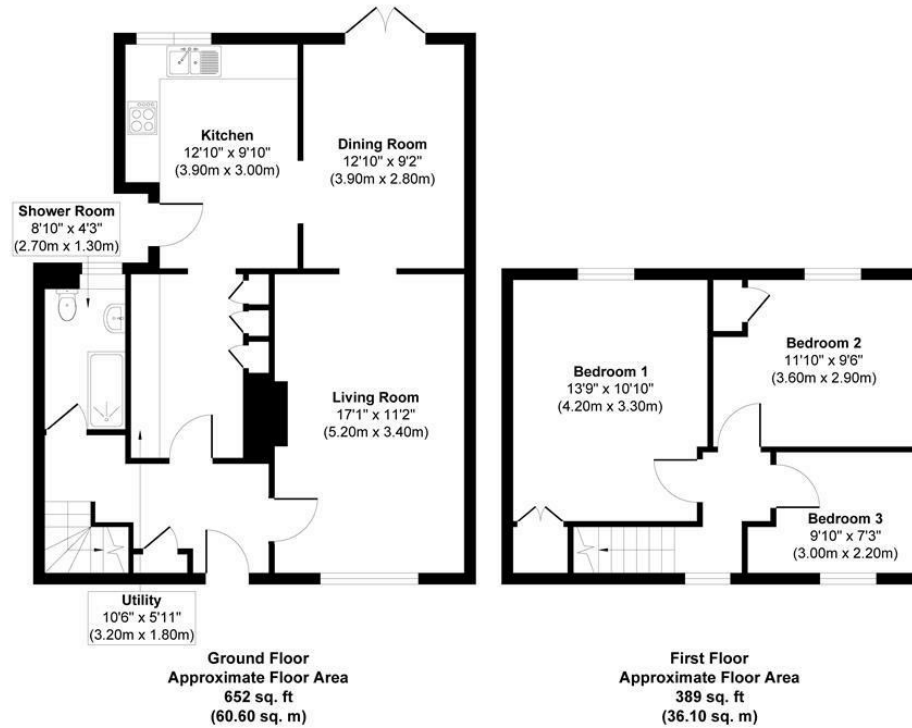 Kitchen
12'10" x 9'10"
(3.90m x 3.00m)
Dining Room
12'10" x 9'2"
(3.90m x 2.80m)
Shower Room
8'10" x 4'3"
(2.70m x 1.30m)
Living Room
17'1" x 11'2"
(5.20m x 3.40m)
Utility
10'6" x 5'11"
(3.20m x 1.80m)
Ground Floor
Approximate Floor Area
652 sq. ft
(60.60 sq. m)
Bedroom 1
13'9" x 10'10"
(4.20m x 3.30m)
Bedroom 2
11'10" x 9'6"
(3.60m x 2.90m)
Bedroom 3
9'10" x 7'3"
(3.00m x 2.20m)
First Floor
Approximate Floor Area
389 sq. ft
(36.10 sq. m)